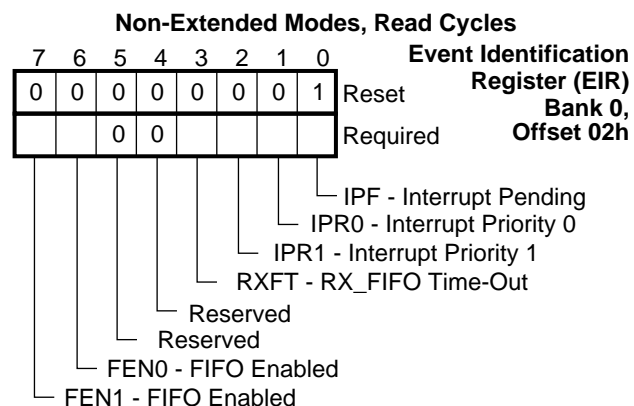 Non-Extended Modes, Read Cycles
7 6 5 4 3 2 1 0
Event Identification
Register (EIR)
Bank 0,
Offset 02h
0 0 0 0 0 0 0 1 Reset
0 0 Required
IPF - Interrupt Pending
IPR0 - Interrupt Priority 0
IPR1 - Interrupt Priority 1
RXFT - RX_FIFO Time-Out
Reserved
Reserved
FEN0 - FIFO Enabled
FEN1 - FIFO Enabled